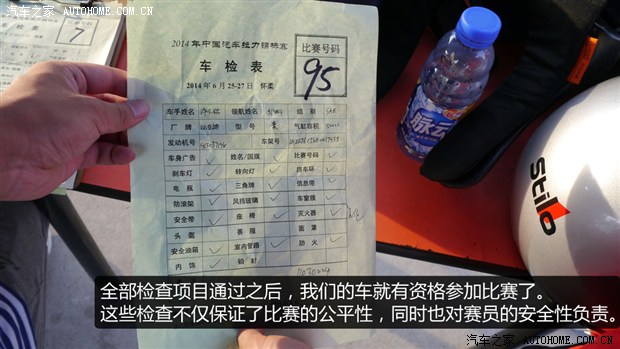 汽车之家 AUTOHOME.COM.CN
7
2014年中国汽车拉力锦标赛
车检表
2014年6月25-27日 怀柔
比赛号码
95
车手姓名 领航姓名 组别
厂牌 型号 气缸容积
发动机号 车架号
车身广告 姓名/国旗 比赛号码
刹车灯 转向灯
电瓶 三角牌 信息带
防滚架 风挡玻璃 车窗膜
安全带 座椅 灭火器
头盔 赛服 面罩
安全油箱 室内管路 防火
内饰 铅封
脉动
Stilo
全部检查项目通过之后，我们的车就有资格参加比赛了。
这些检查不仅保证了比赛的公平性，同时也对赛员的安全性负责。
汽车之家 AUTOHOME.COM.CN